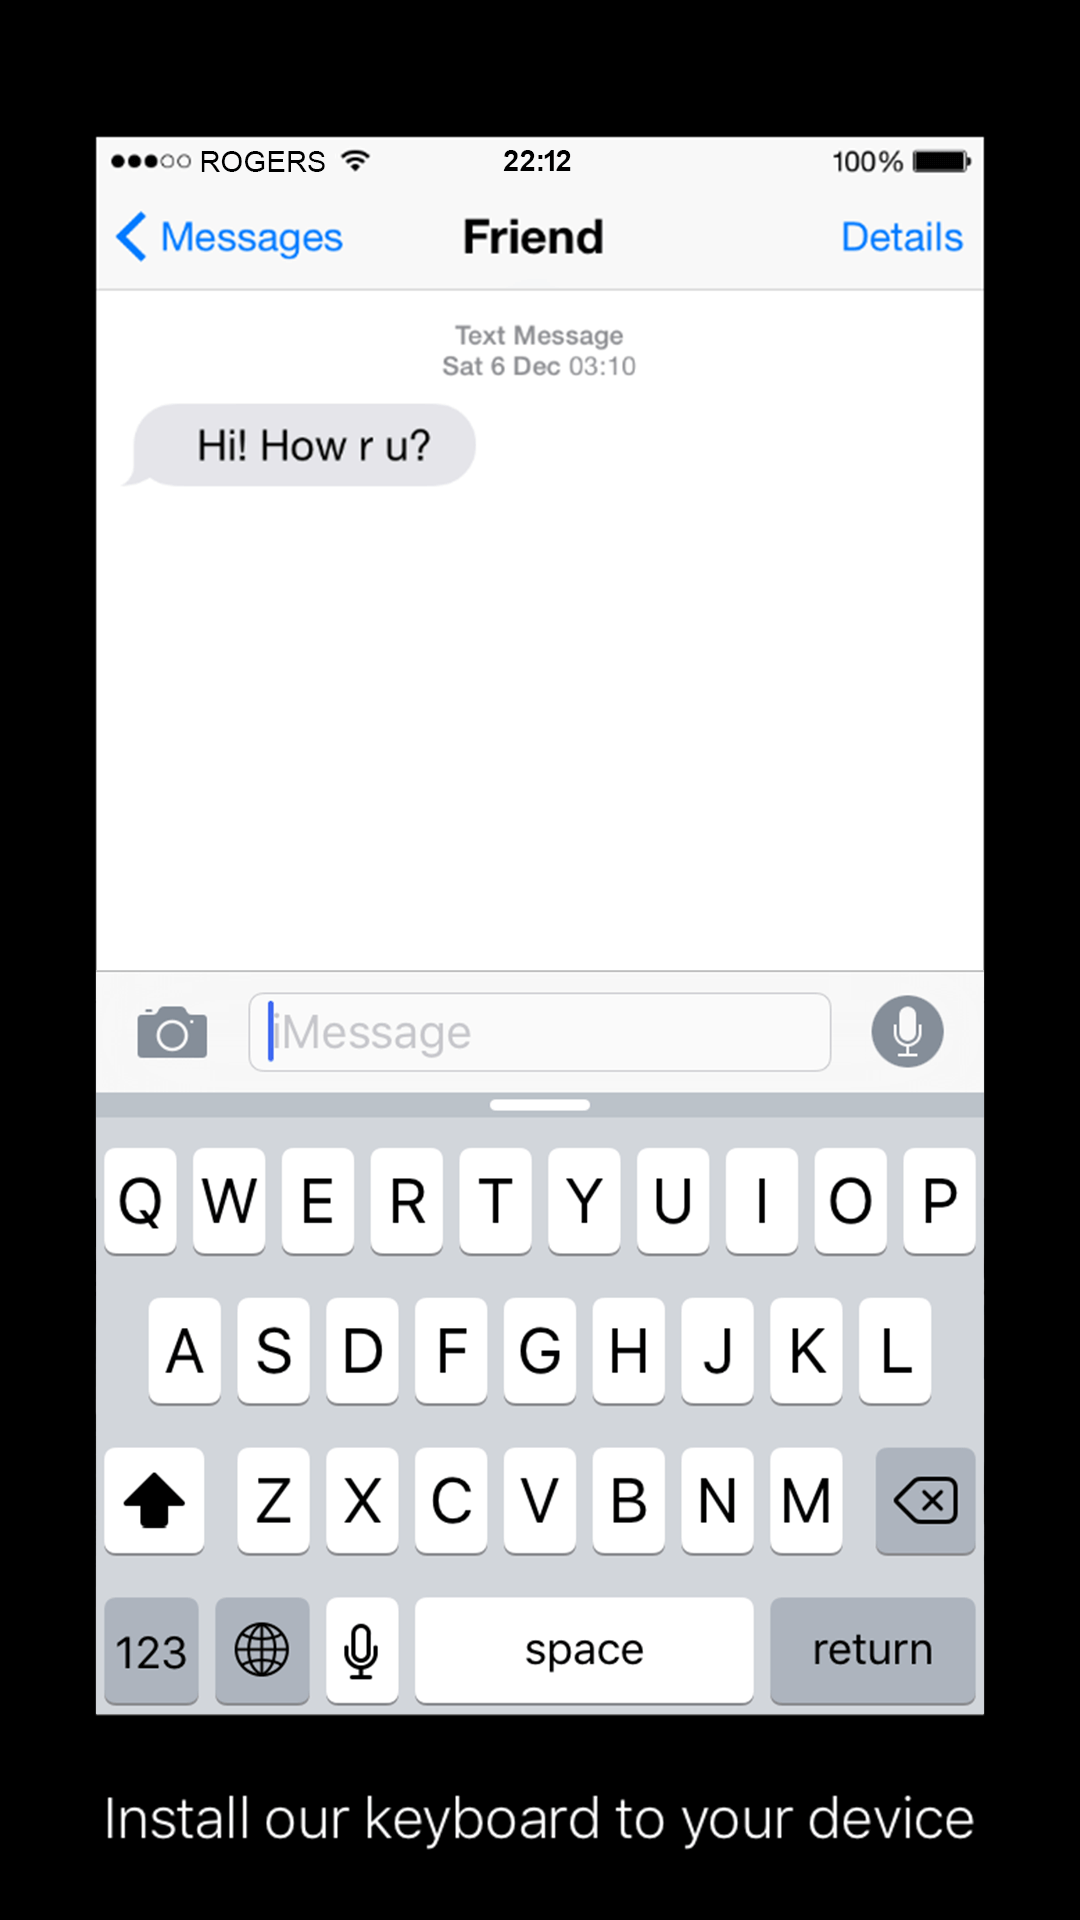 ROGERS 22:12 100%
Messages Friend Details
Text Message
Sat 6 Dec 03:10
Hi! How r u?
iMessage
Q W E R T Y U I O P
A S D F G H J K L
Z X C V B N M
123 space return
Install our keyboard to your device